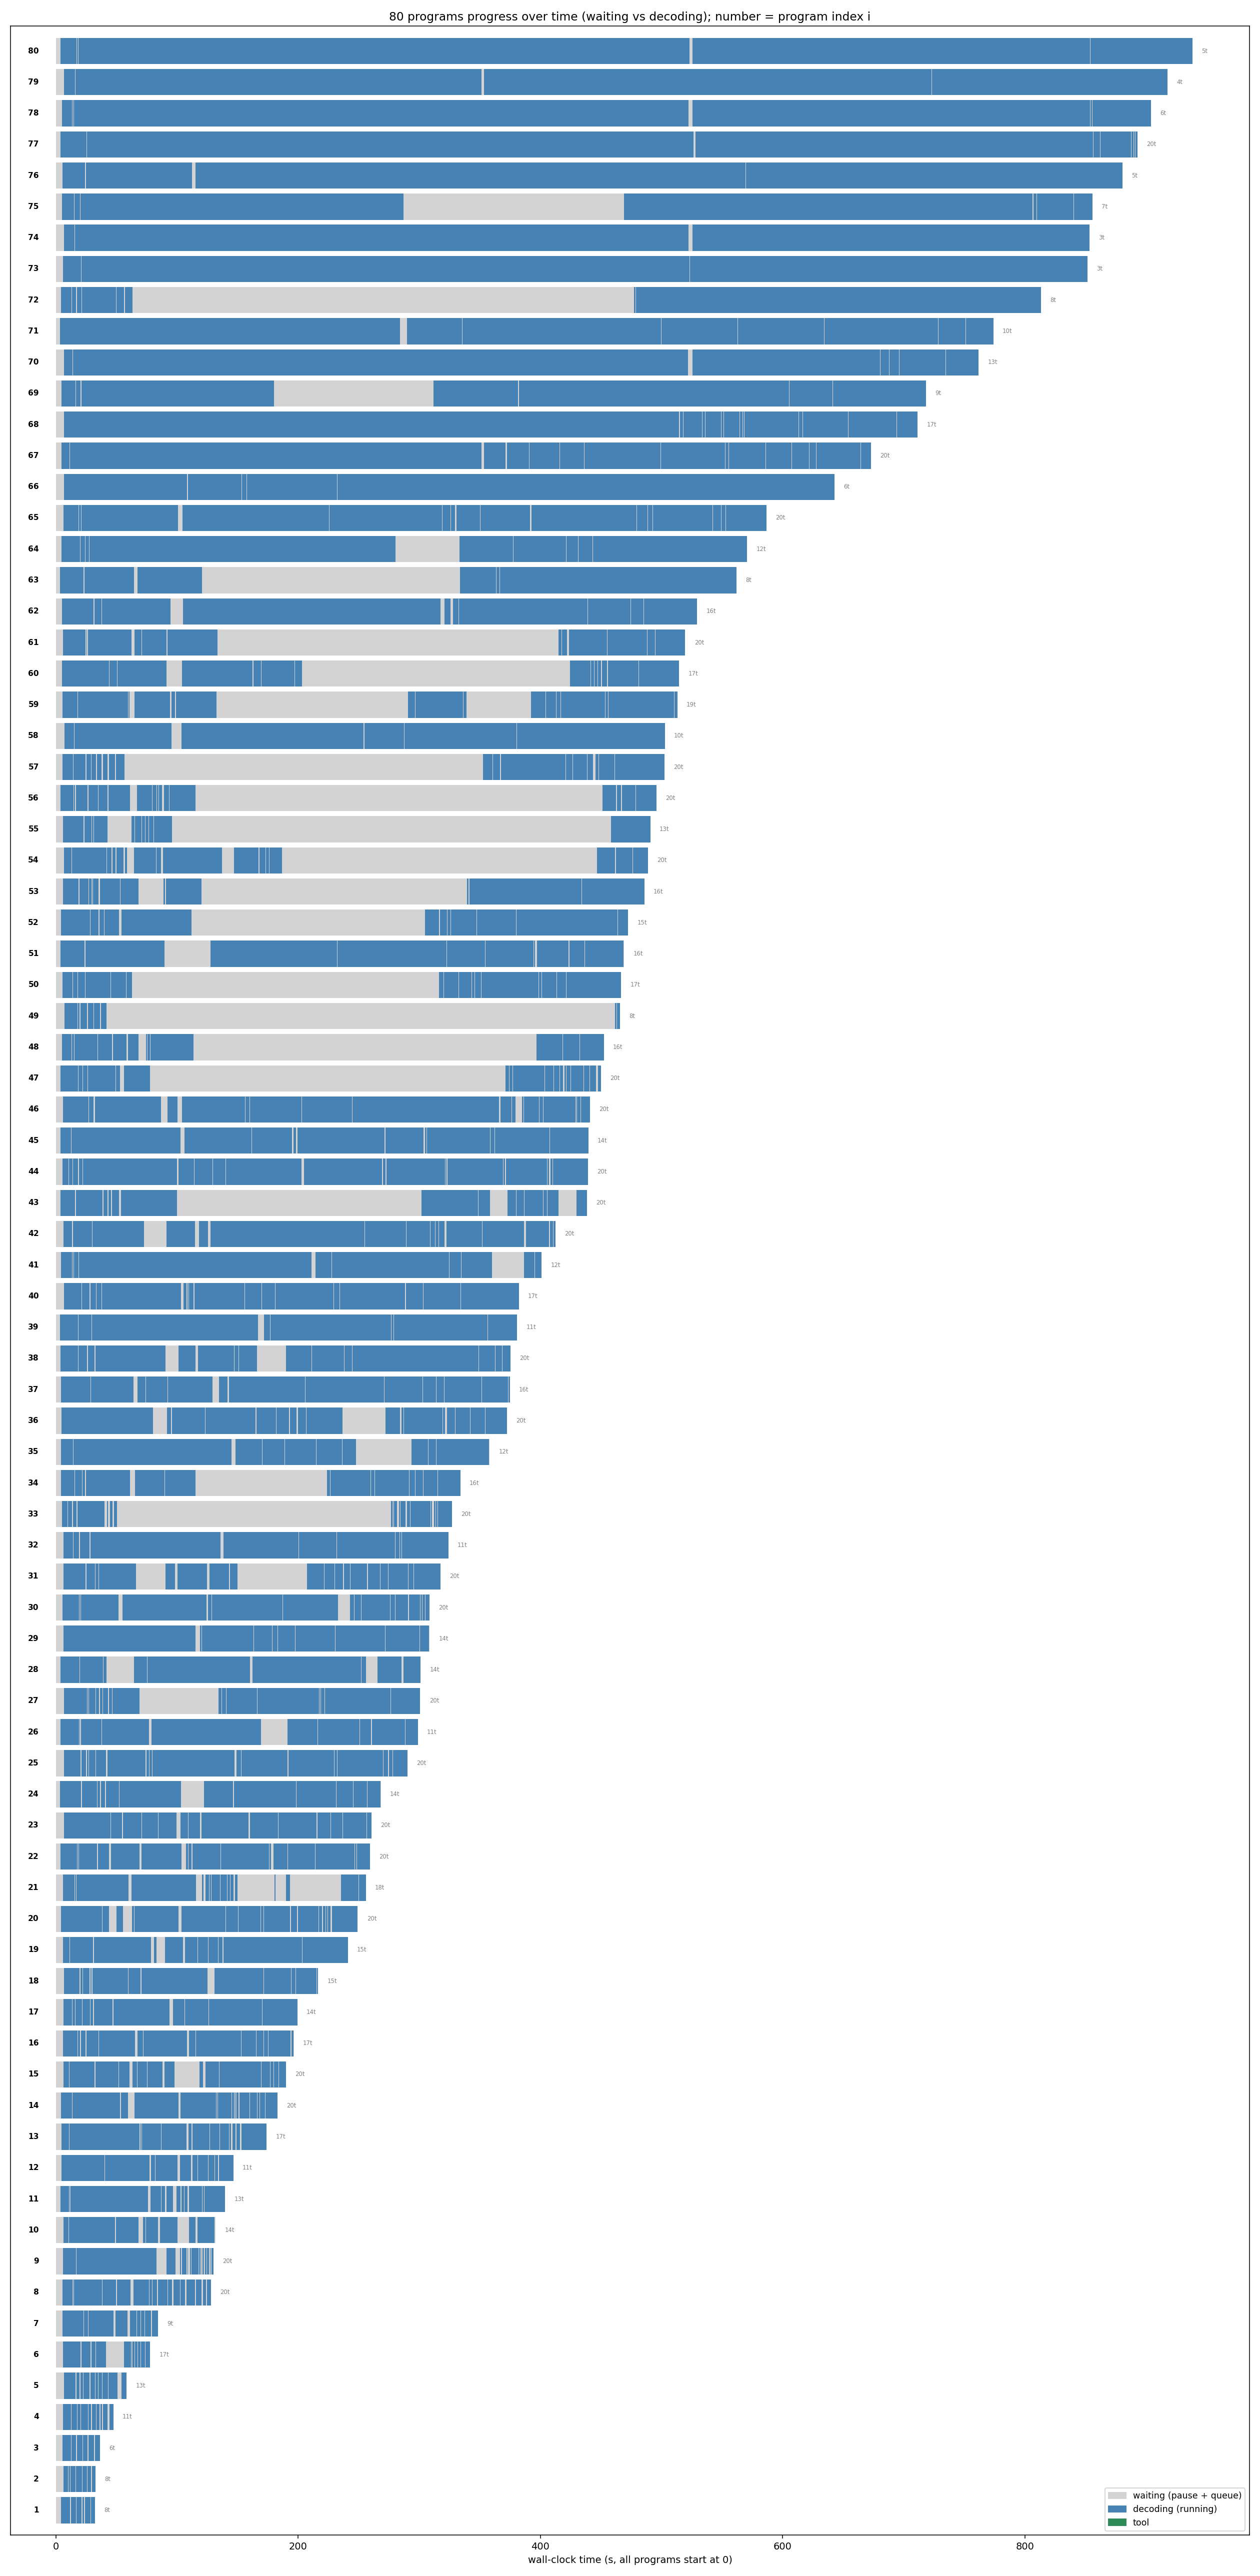 80 programs progress over time (waiting vs decoding); number = program index i
80 5t
79 4t
78 6t
77 20t
76 5t
75 7t
74 3t
73 3t
72 8t
71 10t
70 13t
69 9t
68 17t
67 20t
66 6t
65 20t
64 12t
63 8t
62 16t
61 20t
60 17t
59 19t
58 10t
57 20t
56 20t
55 13t
54 20t
53 16t
52 15t
51 16t
50 17t
49 8t
48 16t
47 20t
46 20t
45 14t
44 20t
43 20t
42 20t
41 12t
40 17t
39 11t
38 20t
37 16t
36 20t
35 12t
34 16t
33 20t
32 11t
31 20t
30 20t
29 14t
28 14t
27 20t
26 11t
25 20t
24 14t
23 20t
22 20t
21 18t
20 20t
19 15t
18 15t
17 14t
16 17t
15 20t
14 20t
13 17t
12 11t
11 13t
10 14t
9 20t
8 20t
7 9t
6 17t
5 13t
4 11t
3 6t
2 8t
1 8t
waiting (pause + queue)
decoding (running)
tool
0 200 400 600 800
wall-clock time (s, all programs start at 0)